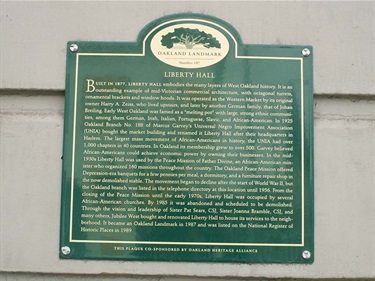 OAKLAND LANDMARK
Number 107
LIBERTY HALL
BUILT IN 1877, LIBERTY HALL embodies the many layers of West Oakland history. It is an
outstanding example of mid-Victorian commercial architecture, with octagonal turrets,
ornamental brackets and window hoods. It was operated as the Western Market by its original
owner Harry A. Zeiss, who lived upstairs, and later by another German family, that of Johan
Breiling. Early West Oakland was famed as a "melting pot" with large, strong ethnic communi-
ties, among them German, Irish, Italian, Portuguese, Slavic, and African-American. In 1925
Oakland Branch No. 188 of Marcus Garvey's Universal Negro Improvement Association
(UNIA) bought the market building and renamed it Liberty Hall after their headquarters in
Harlem. The largest mass movement of African-Americans in history, the UNIA had over
1,000 chapters in 40 countries. In Oakland its membership grew to over 500. Garvey believed
African-Americans could achieve economic power by owning their businesses. In the mid-
1930s Liberty Hall was used by the Peace Mission of Father Divine, an African-American min-
ister who organized 160 missions throughout the country. The Oakland Peace Mission offered
Depression-era banquets for a few pennies per meal, a dormitory, and a furniture repair shop in
the now demolished stable. The movement began to decline after the start of World War II, but
the Oakland branch was listed in the telephone directory at this location until 1956. From the
closing of the Peace Mission until the early 1970s, Liberty Hall was occupied by several
African-American churches. By 1985 it was abandoned and scheduled to be demolished.
Through the vision and leadership of Sister Pat Sears, CSJ, Sister Joanna Bramble, CSJ, and
many others, Jubilee West bought and renovated Liberty Hall to house its services to the neigh-
borhood. It became an Oakland Landmark in 1987 and was listed on the National Register of
Historic Places in 1989.
THIS PLAQUE CO-SPONSORED BY OAKLAND HERITAGE ALLIANCE